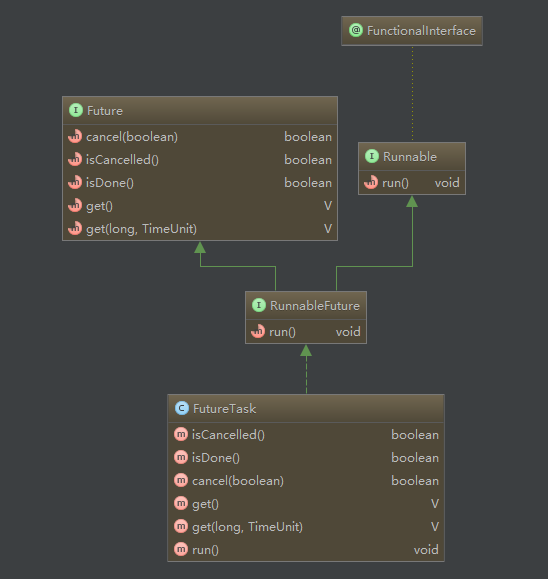 @ FunctionalInterface
I Future
m cancel(boolean) boolean
m isCancelled() boolean
m isDone() boolean
m get() V
m get(long, TimeUnit) V
I Runnable
m run() void
I RunnableFuture
m run() void
C FutureTask
m isCancelled() boolean
m isDone() boolean
m cancel(boolean) boolean
m get() V
m get(long, TimeUnit) V
m run() void